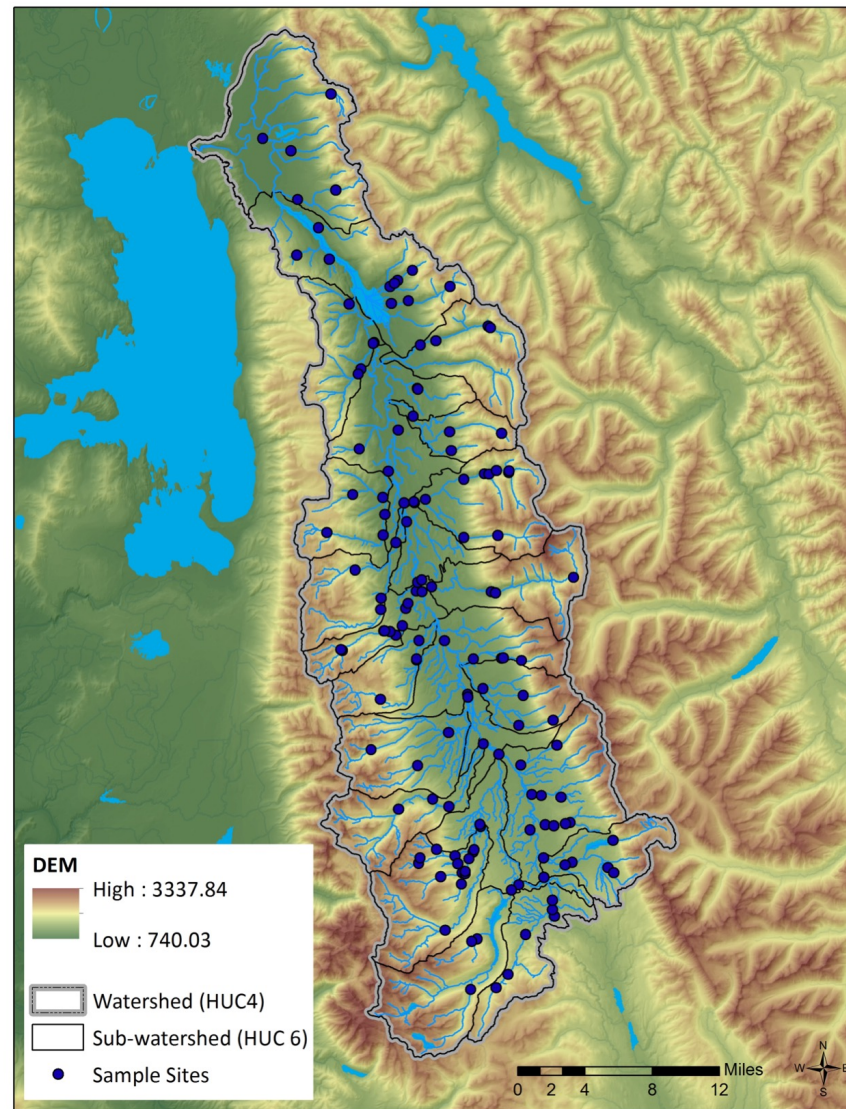 DEM
High : 3337.84
Low : 740.03
Watershed (HUC4)
Sub-watershed (HUC 6)
Sample Sites
Miles
0 2 4 8 12
N
W E
S